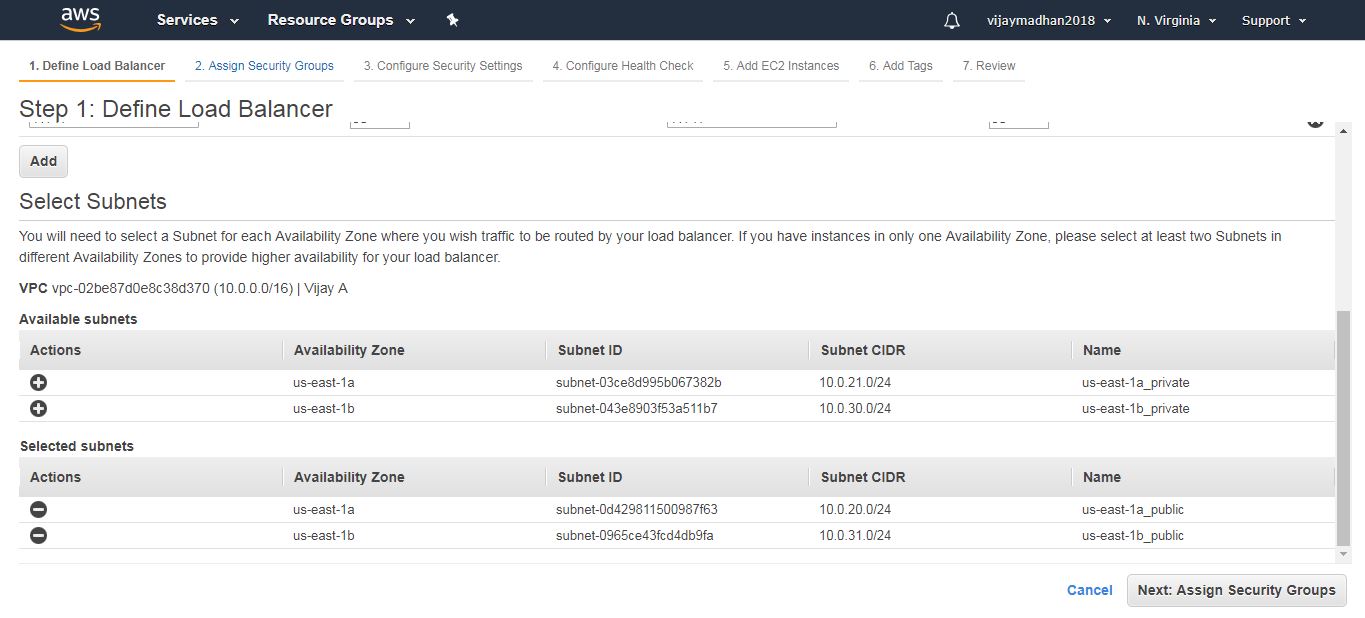 aws Services Resource Groups vijaymadhan2018 N. Virginia Support
1. Define Load Balancer 2. Assign Security Groups 3. Configure Security Settings 4. Configure Health Check 5. Add EC2 Instances 6. Add Tags 7. Review
Step 1: Define Load Balancer
Add
Select Subnets
You will need to select a Subnet for each Availability Zone where you wish traffic to be routed by your load balancer. If you have instances in only one Availability Zone, please select at least two Subnets in
different Availability Zones to provide higher availability for your load balancer.
VPC vpc-02be87d0e8c38d370 (10.0.0.0/16) | Vijay A
Available subnets
Actions Availability Zone Subnet ID Subnet CIDR Name
us-east-1a subnet-03ce8d995b067382b 10.0.21.0/24 us-east-1a_private
us-east-1b subnet-043e8903f53a511b7 10.0.30.0/24 us-east-1b_private
Selected subnets
Actions Availability Zone Subnet ID Subnet CIDR Name
us-east-1a subnet-0d429811500987f63 10.0.20.0/24 us-east-1a_public
us-east-1b subnet-0965ce43fcd4db9fa 10.0.31.0/24 us-east-1b_public
Cancel Next: Assign Security Groups